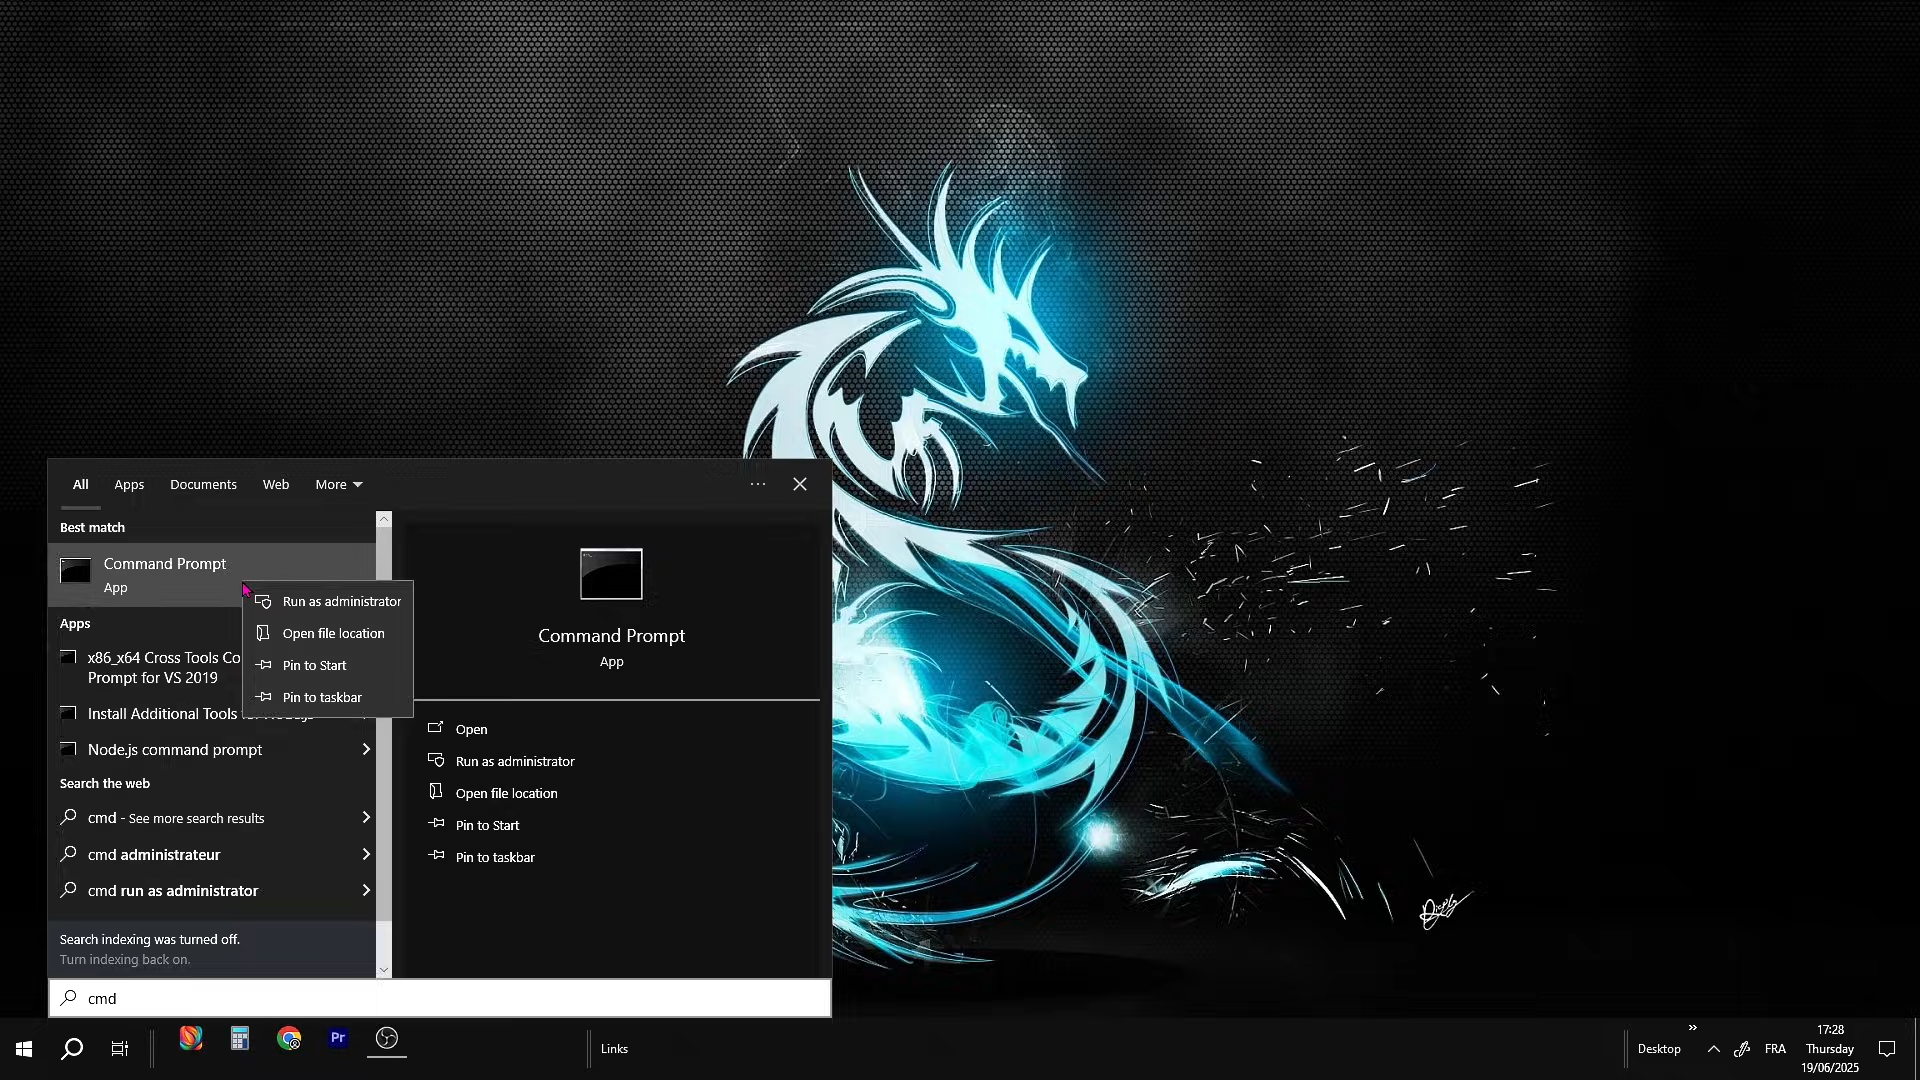 All
Apps
Documents
Web
More
Best match
Command Prompt
App
Run as administrator
Open file location
Pin to Start
Pin to taskbar
Apps
x86_x64 Cross Tools Co
Prompt for VS 2019
Install Additional Tools
Node.js command prompt
Search the web
cmd - See more search results
cmd administrateur
cmd run as administrator
Search indexing was turned off.
Turn indexing back on.
cmd
Command Prompt
App
Open
Run as administrator
Open file location
Pin to Start
Pin to taskbar
Pr
Links
Desktop
FRA
17:28
Thursday
19/06/2025